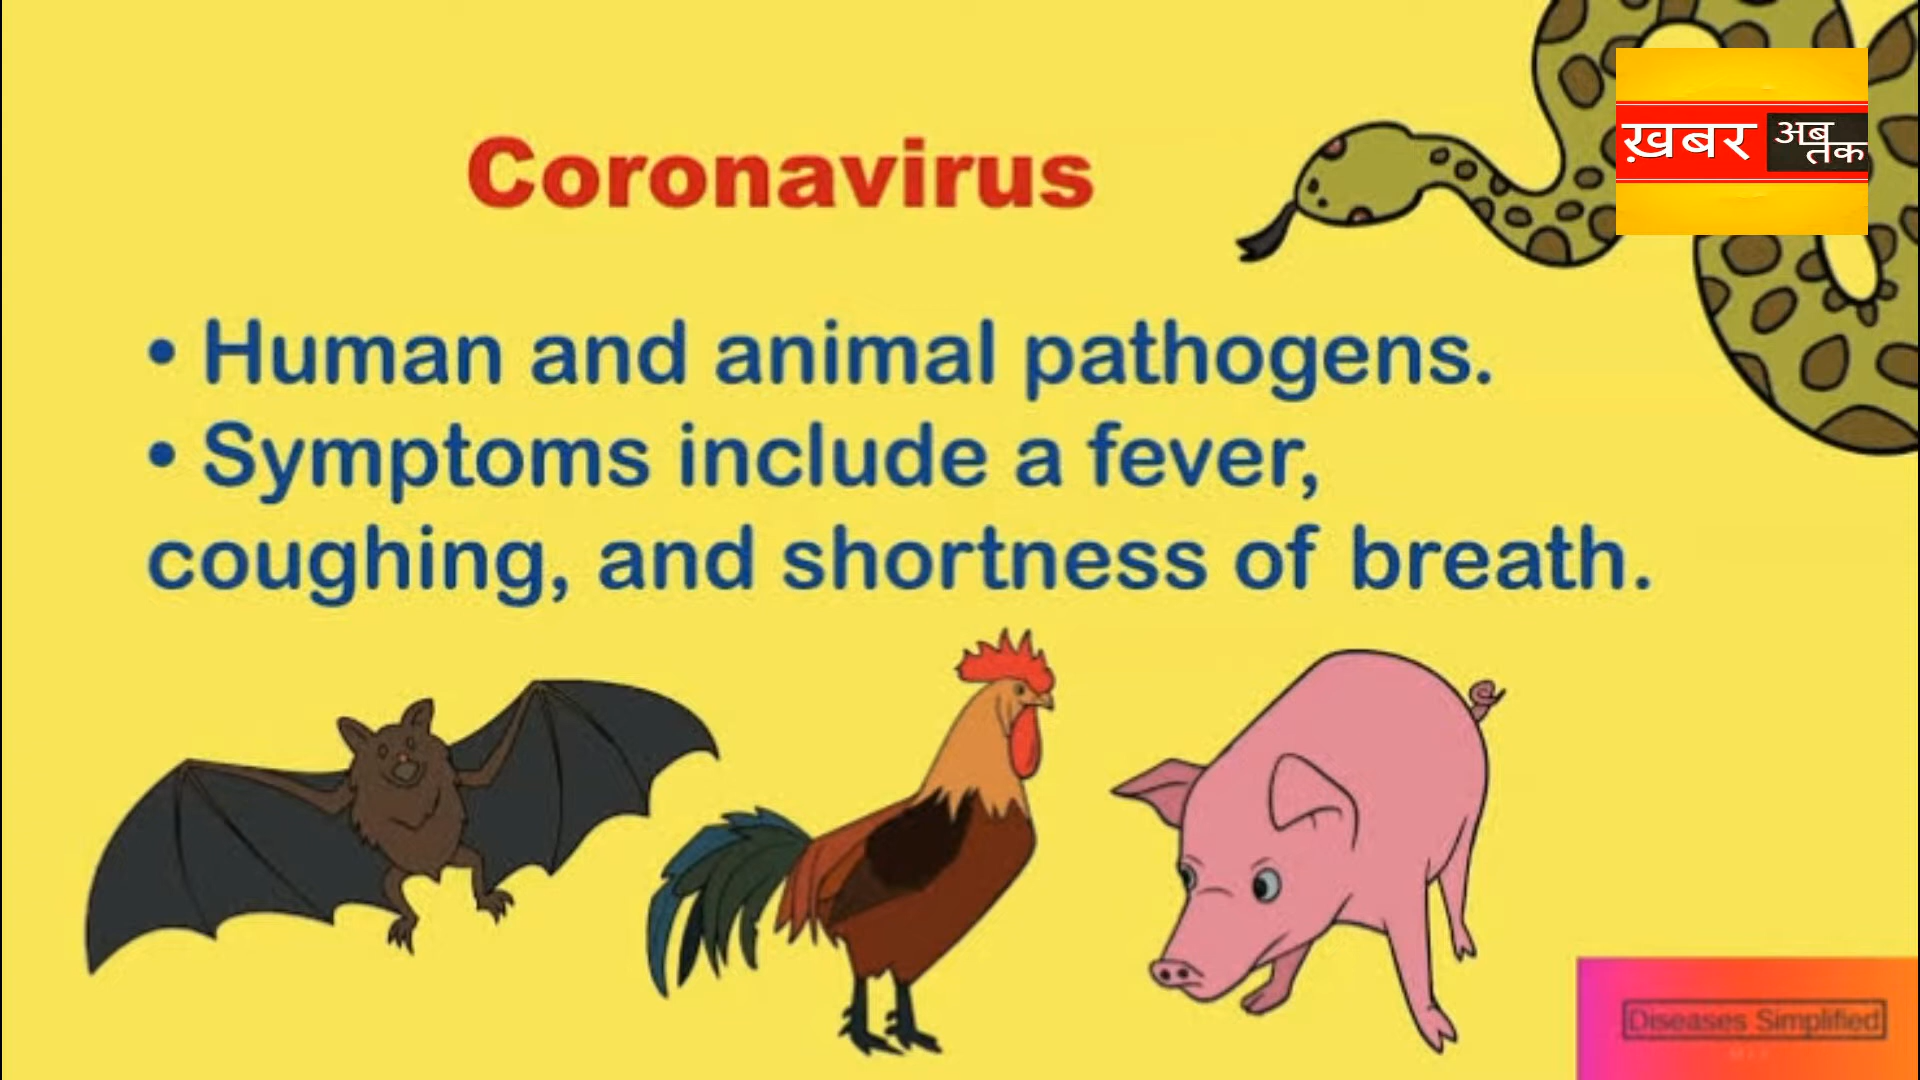 Coronavirus
ख़बर अब तक
• Human and animal pathogens.
• Symptoms include a fever,
coughing, and shortness of breath.
Diseases Simplified